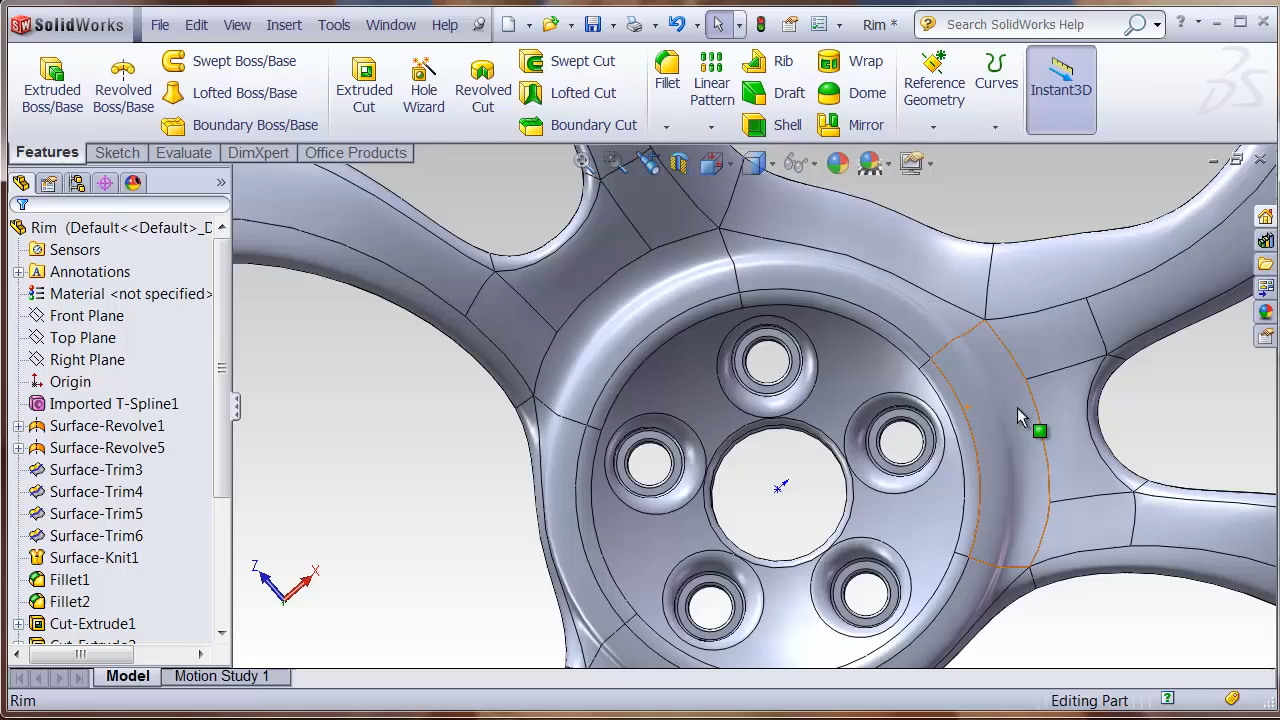 SolidWorks
File Edit View Insert Tools Window Help
Rim *
Search SolidWorks Help
Extruded Boss/Base
Revolved Boss/Base
Swept Boss/Base
Lofted Boss/Base
Boundary Boss/Base
Extruded Cut
Hole Wizard
Revolved Cut
Swept Cut
Lofted Cut
Boundary Cut
Fillet
Linear Pattern
Rib
Draft
Shell
Wrap
Dome
Mirror
Reference Geometry
Curves
Instant3D
Features Sketch Evaluate DimXpert Office Products
Rim (Default<<Default>_D
Sensors
Annotations
Material <not specified>
Front Plane
Top Plane
Right Plane
Origin
Imported T-Spline1
Surface-Revolve1
Surface-Revolve5
Surface-Trim3
Surface-Trim4
Surface-Trim5
Surface-Trim6
Surface-Knit1
Fillet1
Fillet2
Cut-Extrude1
Z
X
Model Motion Study 1
Rim
Editing Part